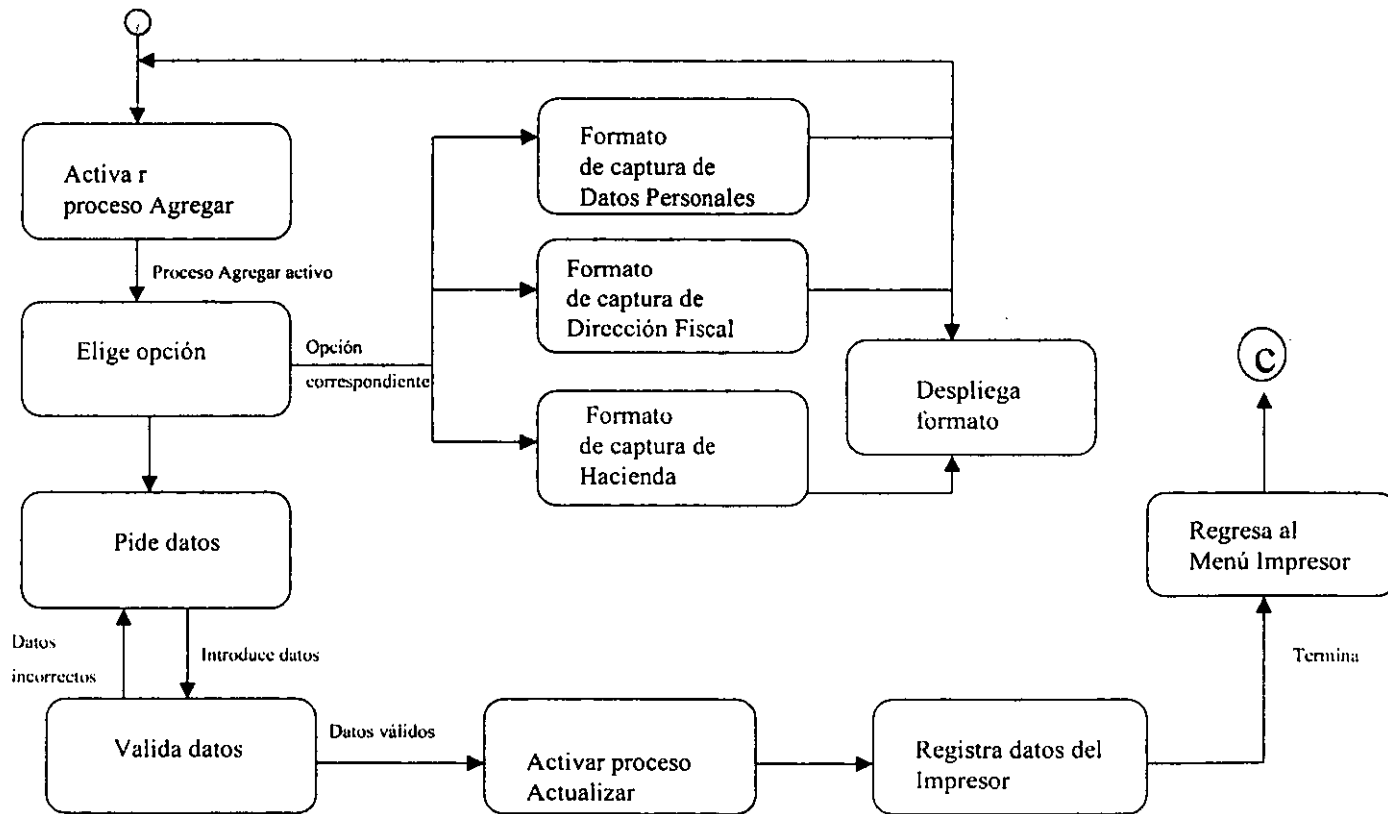 Activa r
proceso Agregar
Proceso Agregar activo
Elige opción
Opción
correspondiente
Formato
de captura de
Datos Personales
Formato
de captura de
Dirección Fiscal
Formato
de captura de
Hacienda
Despliega
formato
Pide datos
Datos
incorrectos
Introduce datos
Valida datos
Datos válidos
Activar proceso
Actualizar
Registra datos del
Impresor
Termina
Regresa al
Menú Impresor
C